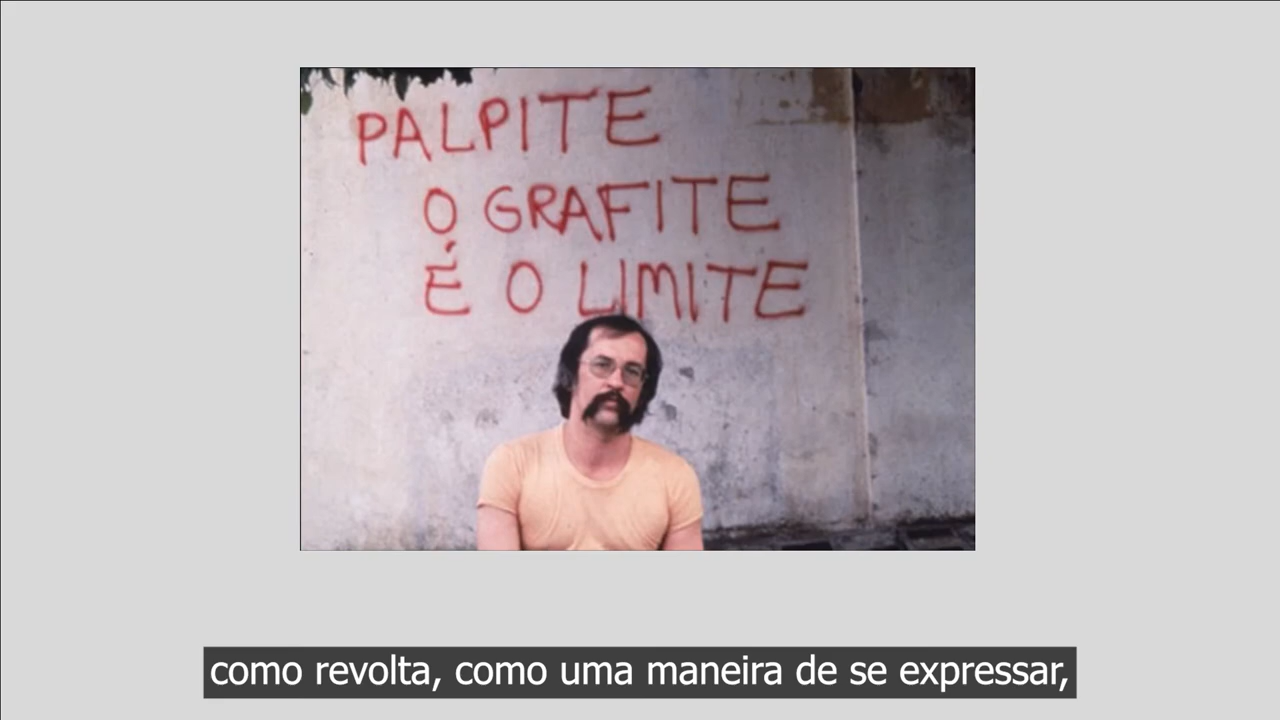 PALPITE
O GRAFITE
É O LIMITE
como revolta, como uma maneira de se expressar,